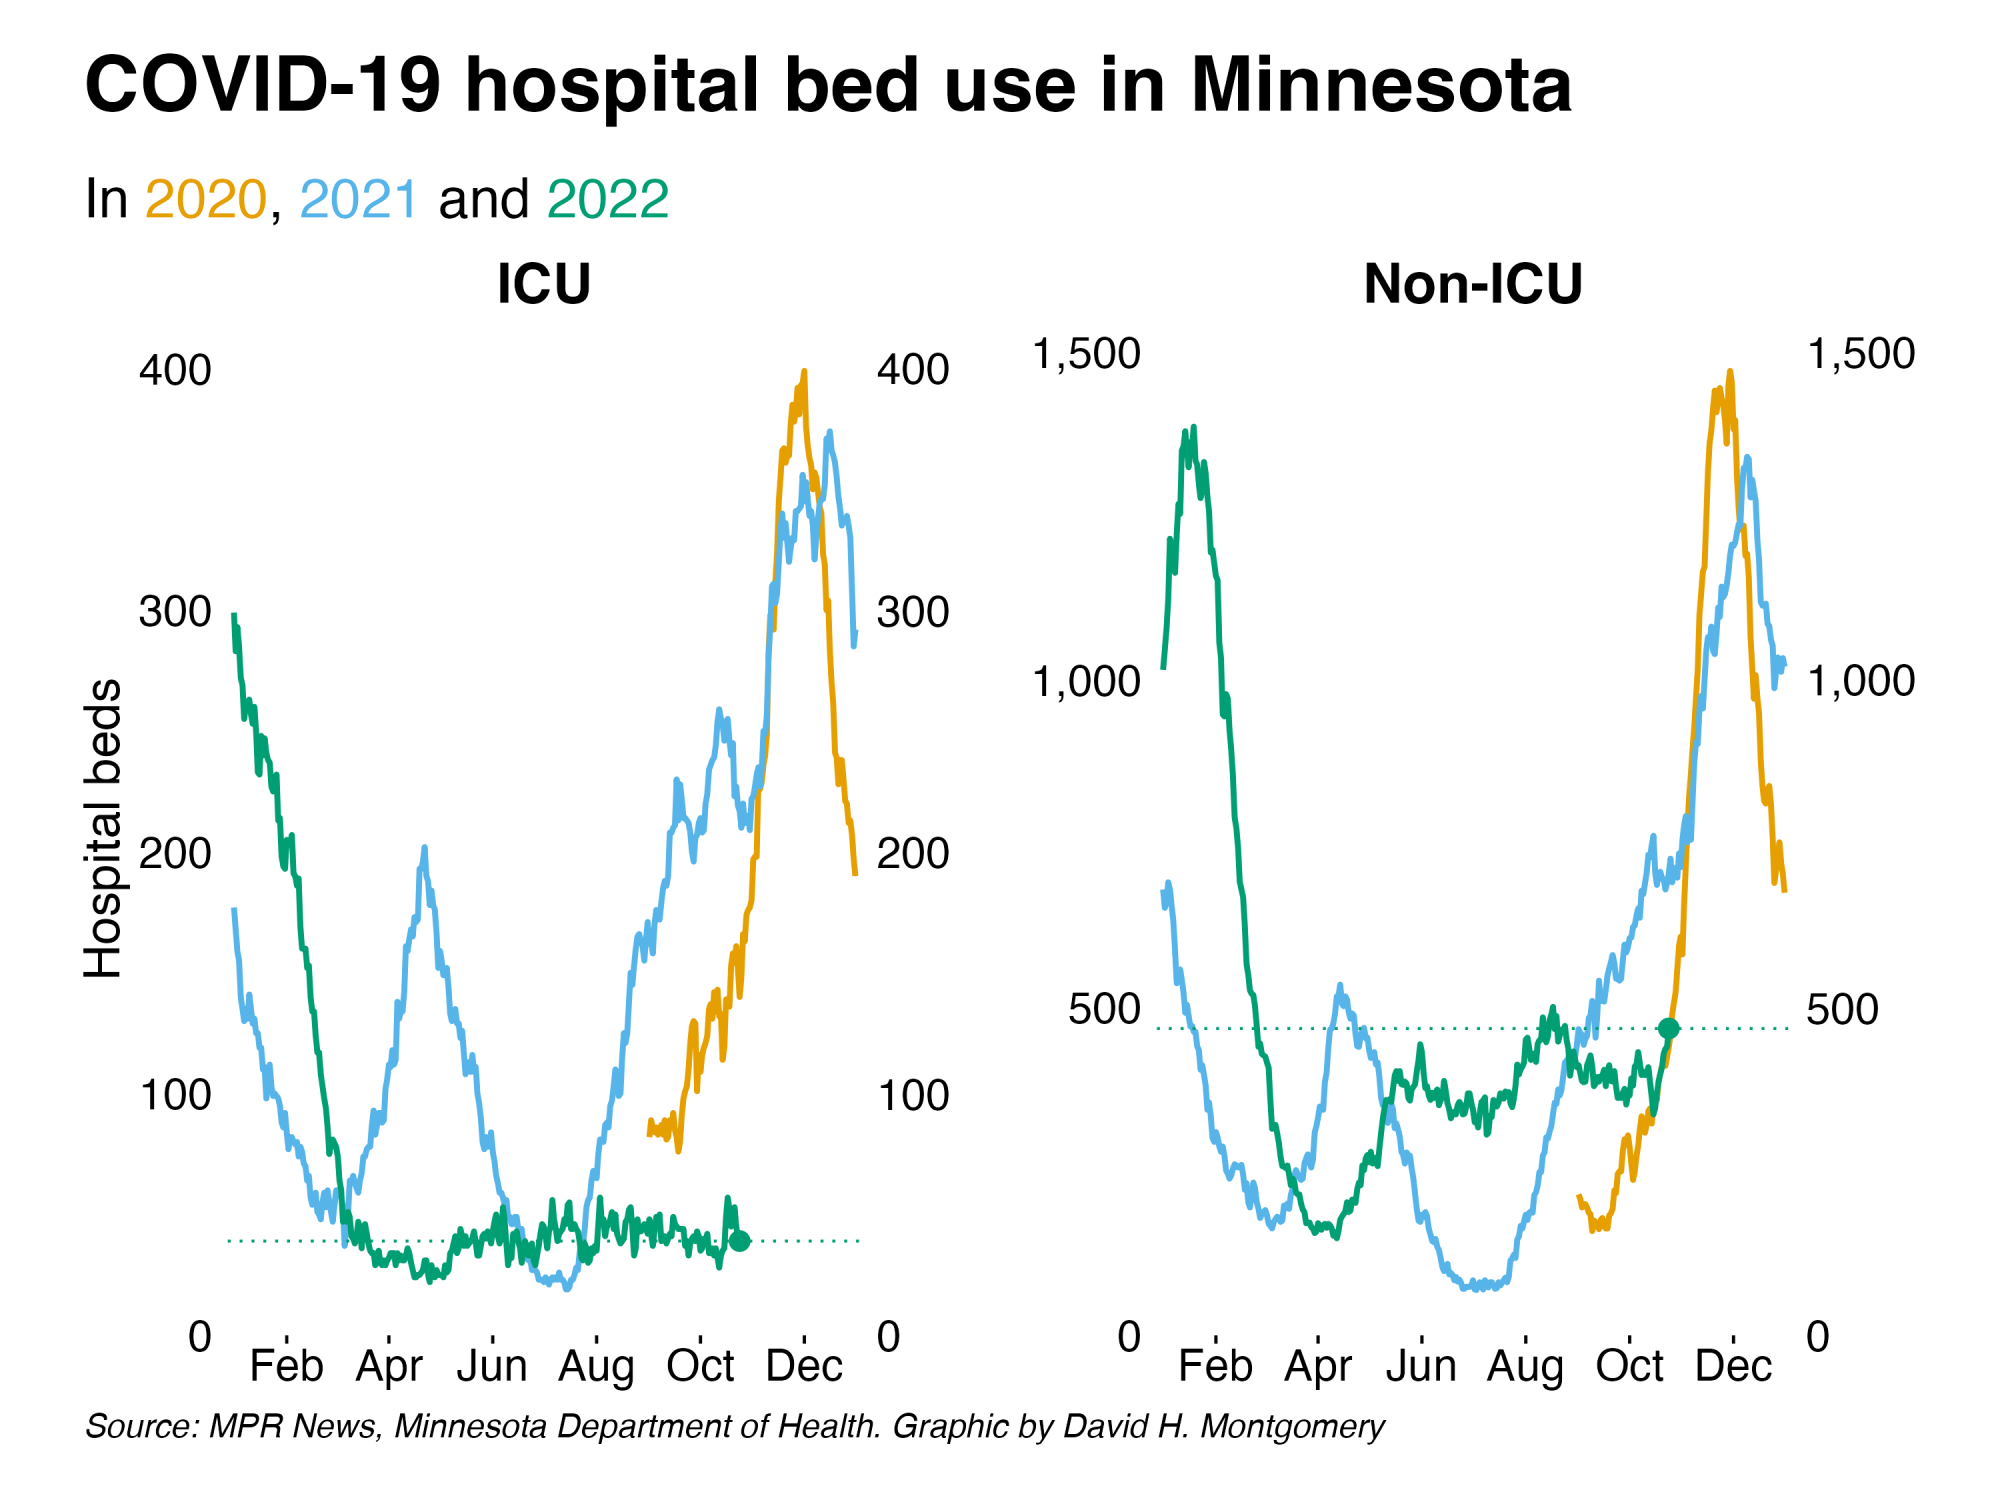 COVID-19 hospital bed use in Minnesota
In 2020, 2021 and 2022
ICU
Non-ICU
Hospital beds
400
300
200
100
0
400
300
200
100
0
Feb Apr Jun Aug Oct Dec
1,500
1,000
500
0
1,500
1,000
500
0
Feb Apr Jun Aug Oct Dec
Source: MPR News, Minnesota Department of Health. Graphic by David H. Montgomery